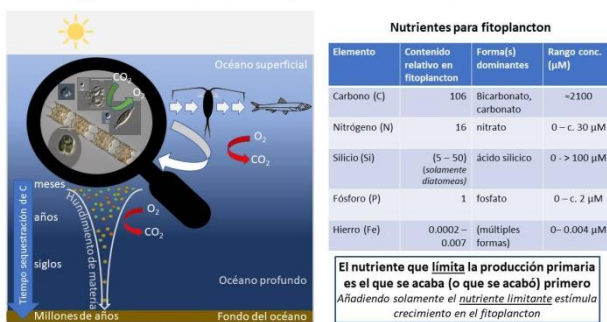 CO₂
O₂
Océano superficial
O₂
CO₂
meses
años
siglos
Tiempo sequestración de C
Hundimiento de materia
O₂
CO₂
Océano profundo
Millones de años
Fondo del océano
Nutrientes para fitoplancton
Elemento
Contenido
relativo en
fitoplancton
Forma(s)
dominantes
Rango conc.
(µM)
Carbono (C)
106
Bicarbonato,
carbonato
≈2100
Nitrógeno (N)
16
nitrato
0 – c. 30 µM
Silicio (Si)
(5 – 50)
(solamente
diatomeas)
ácido silícico
0 - > 100 µM
Fósforo (P)
1
fosfato
0 – c. 2 µM
Hierro (Fe)
0.0002 –
0.007
(múltiples
formas)
0– 0.004 µM
El nutriente que límita la producción primaria
es el que se acaba (o que se acabó) primero
Añadiendo solamente el nutriente limitante estímula
crecimiento en el fitoplancton